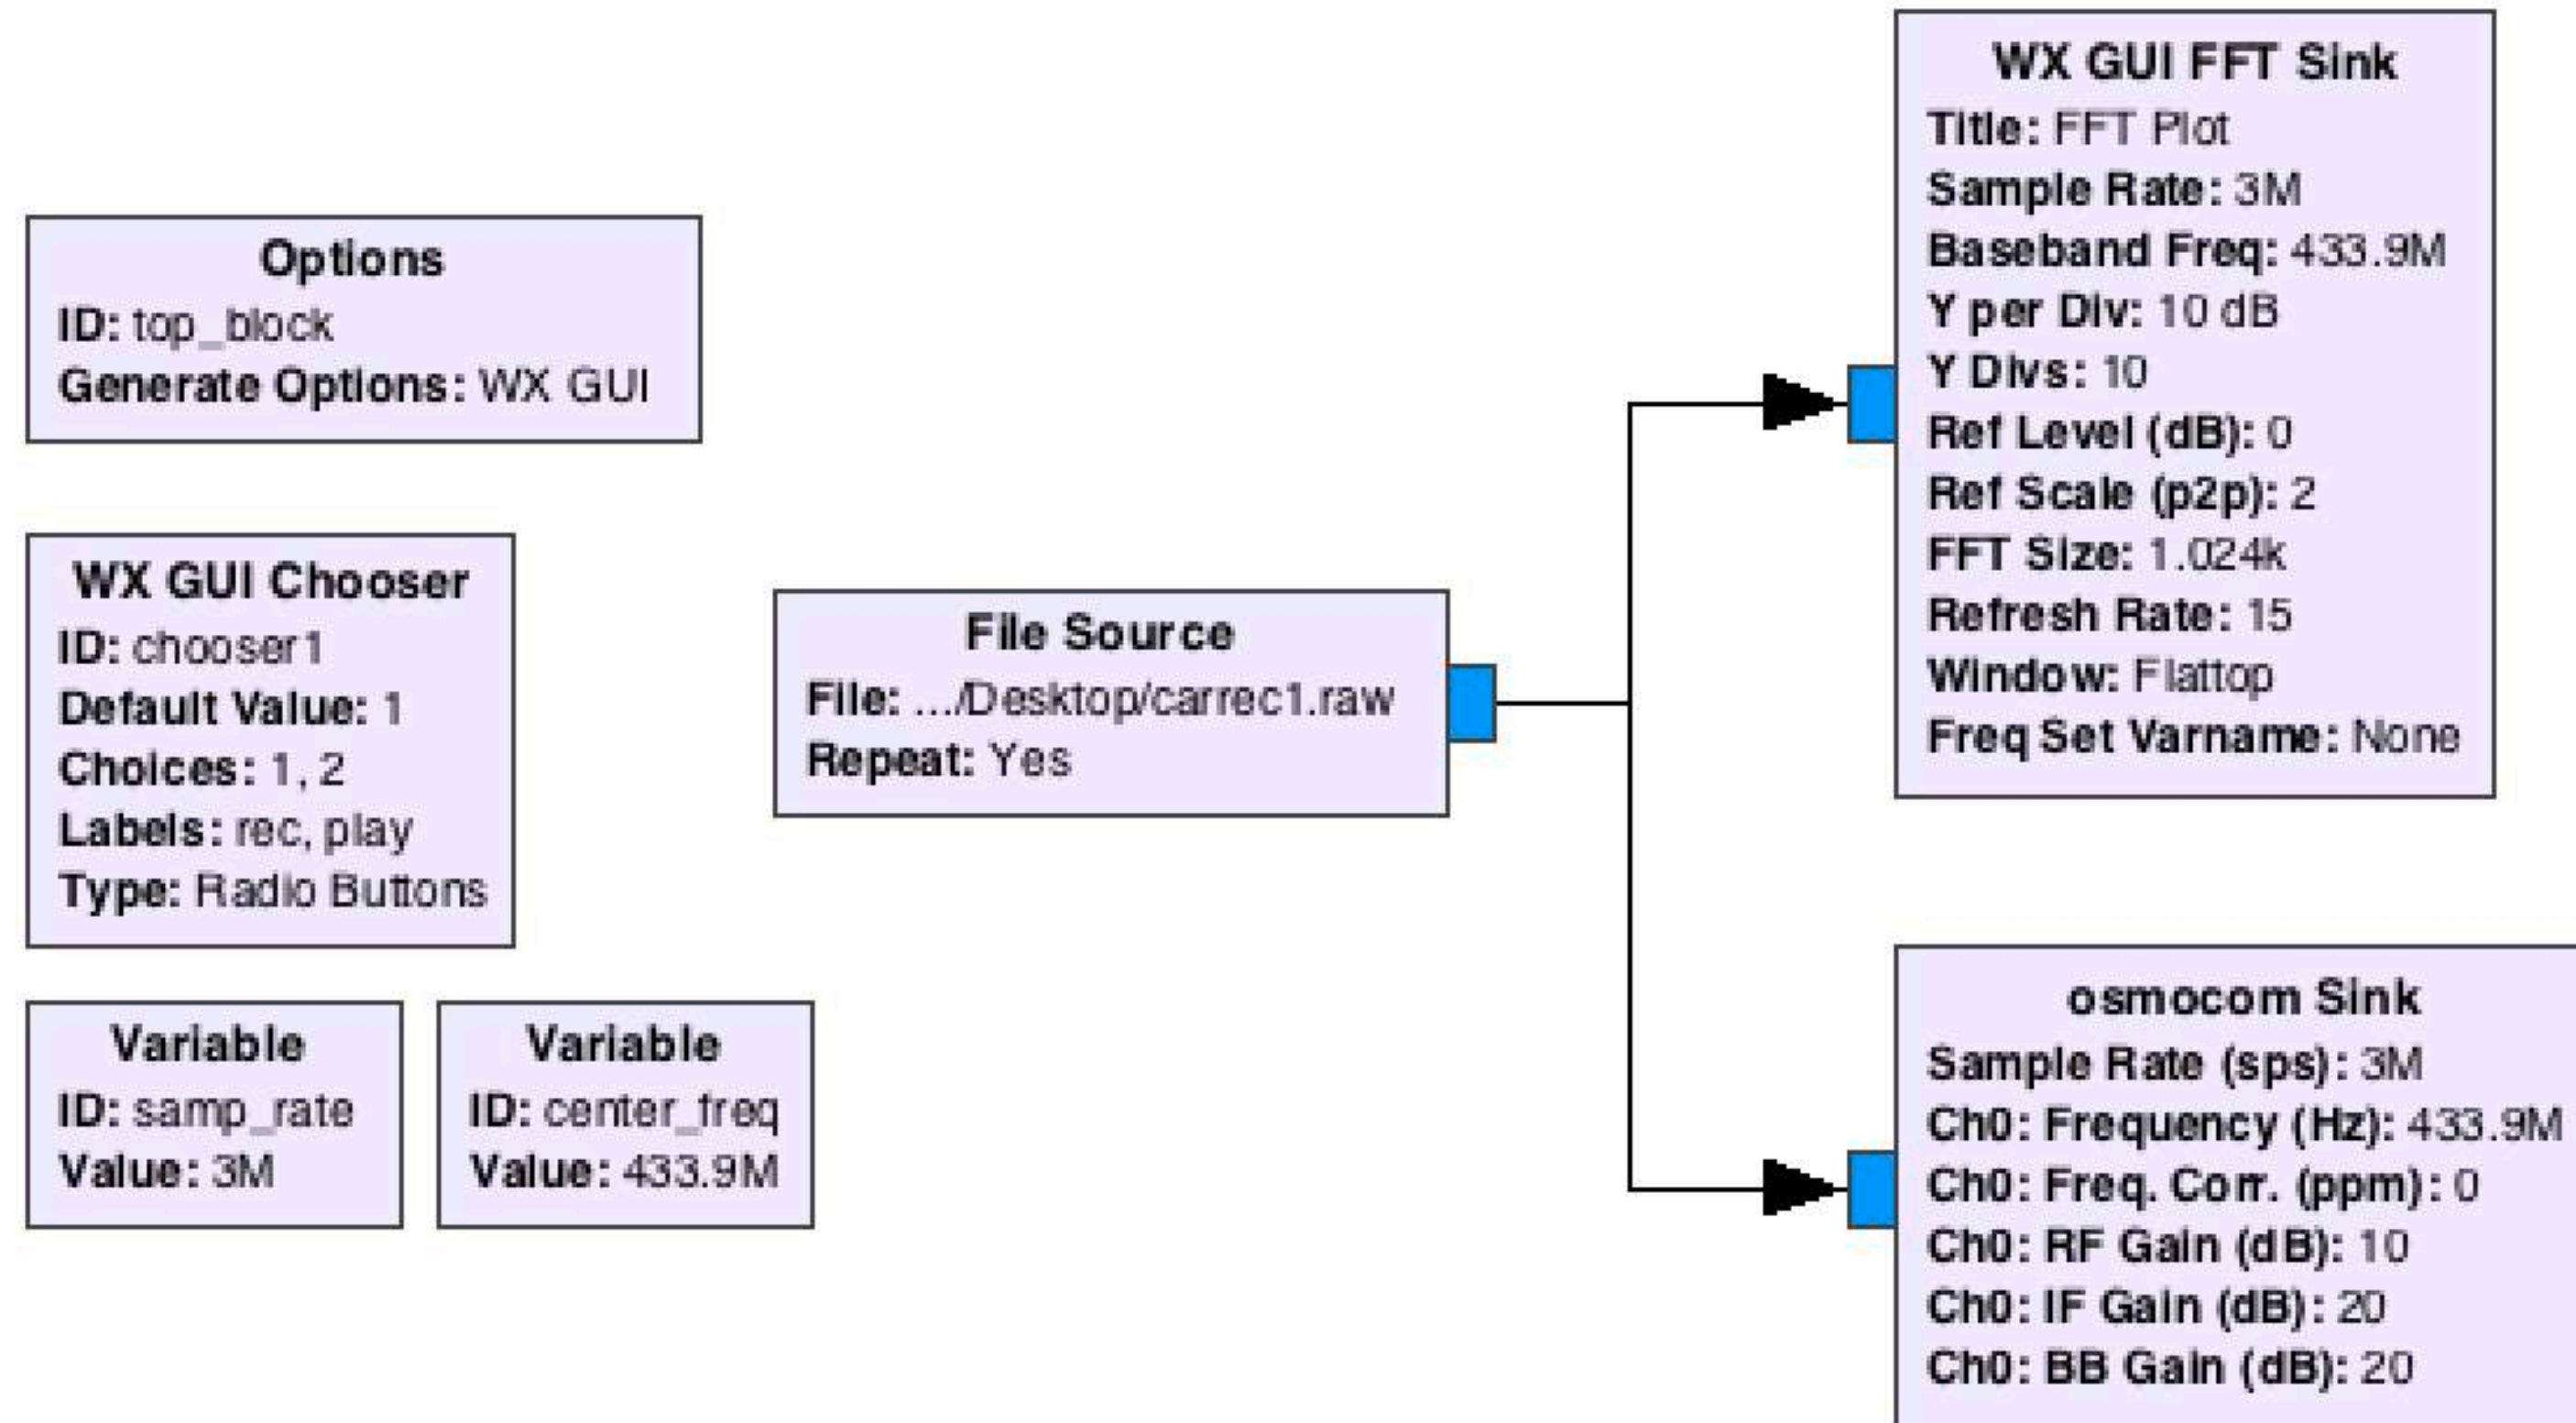 Options
ID: top_block
Generate Options: WX GUI
WX GUI Chooser
ID: chooser1
Default Value: 1
Choices: 1, 2
Labels: rec, play
Type: Radio Buttons
Variable
ID: samp_rate
Value: 3M
Variable
ID: center_freq
Value: 433.9M
File Source
File: .../Desktop/carrec1.raw
Repeat: Yes
WX GUI FFT Sink
Title: FFT Plot
Sample Rate: 3M
Baseband Freq: 433.9M
Y per Div: 10 dB
Y Divs: 10
Ref Level (dB): 0
Ref Scale (p2p): 2
FFT Size: 1.024k
Refresh Rate: 15
Window: Flattop
Freq Set Varname: None
osmocom Sink
Sample Rate (sps): 3M
Ch0: Frequency (Hz): 433.9M
Ch0: Freq. Corr. (ppm): 0
Ch0: RF Gain (dB): 10
Ch0: IF Gain (dB): 20
Ch0: BB Gain (dB): 20